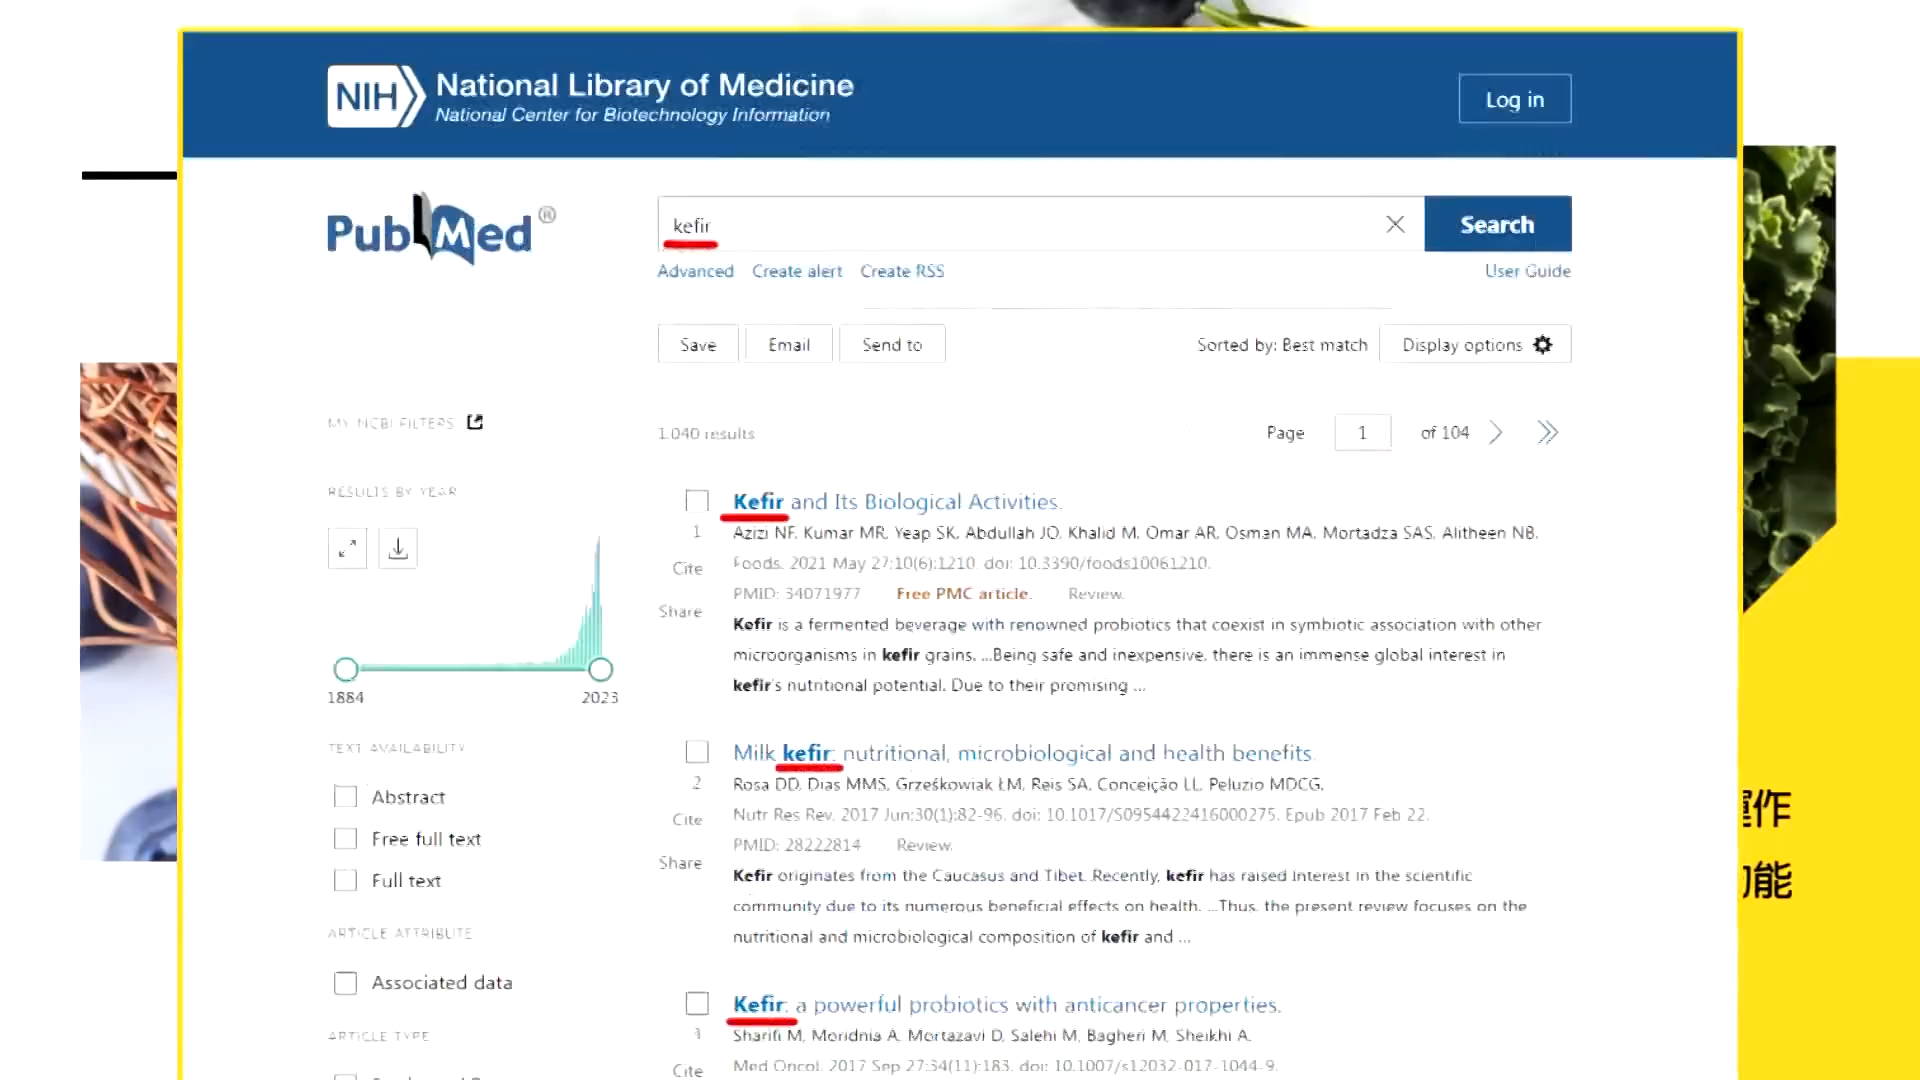 NIH National Library of Medicine
National Center for Biotechnology Information
Log in
PubMed®
kefir
Search
Advanced Create alert Create RSS
User Guide
Save Email Send to
Sorted by: Best match
Display options
MY NCBI FILTERS
1,040 results
Page 1 of 104
RESULTS BY YEAR
1884 2023
TEXT AVAILABILITY
Abstract
Free full text
Full text
ARTICLE ATTRIBUTE
Associated data
ARTICLE TYPE
Kefir and Its Biological Activities.
1
Azizi NF, Kumar MR, Yeap SK, Abdullah JO, Khalid M, Omar AR, Osman MA, Mortadza SAS, Alitheen NB.
Cite
Foods. 2021 May 27;10(6):1210. doi: 10.3390/foods10061210.
PMID: 34071977 Free PMC article. Review.
Share
Kefir is a fermented beverage with renowned probiotics that coexist in symbiotic association with other
microorganisms in kefir grains. ...Being safe and inexpensive, there is an immense global interest in
kefir's nutritional potential. Due to their promising ...
Milk kefir: nutritional, microbiological and health benefits.
2
Rosa DD, Dias MMS, Grześkowiak ŁM, Reis SA, Conceição LL, Peluzio MDCG.
Cite
Nutr Res Rev. 2017 Jun;30(1):82-96. doi: 10.1017/S0954422416000275. Epub 2017 Feb 22.
PMID: 28222814 Review.
Share
Kefir originates from the Caucasus and Tibet. Recently, kefir has raised interest in the scientific
community due to its numerous beneficial effects on health. ...Thus, the present review focuses on the
nutritional and microbiological composition of kefir and ...
Kefir: a powerful probiotics with anticancer properties.
Sharifi M, Moridnia A, Mortazavi D, Salehi M, Bagheri M, Sheikhi A.
Cite
Med Oncol. 2017 Sep 27;34(11):183. doi: 10.1007/s12032-017-1044-9.
作
能